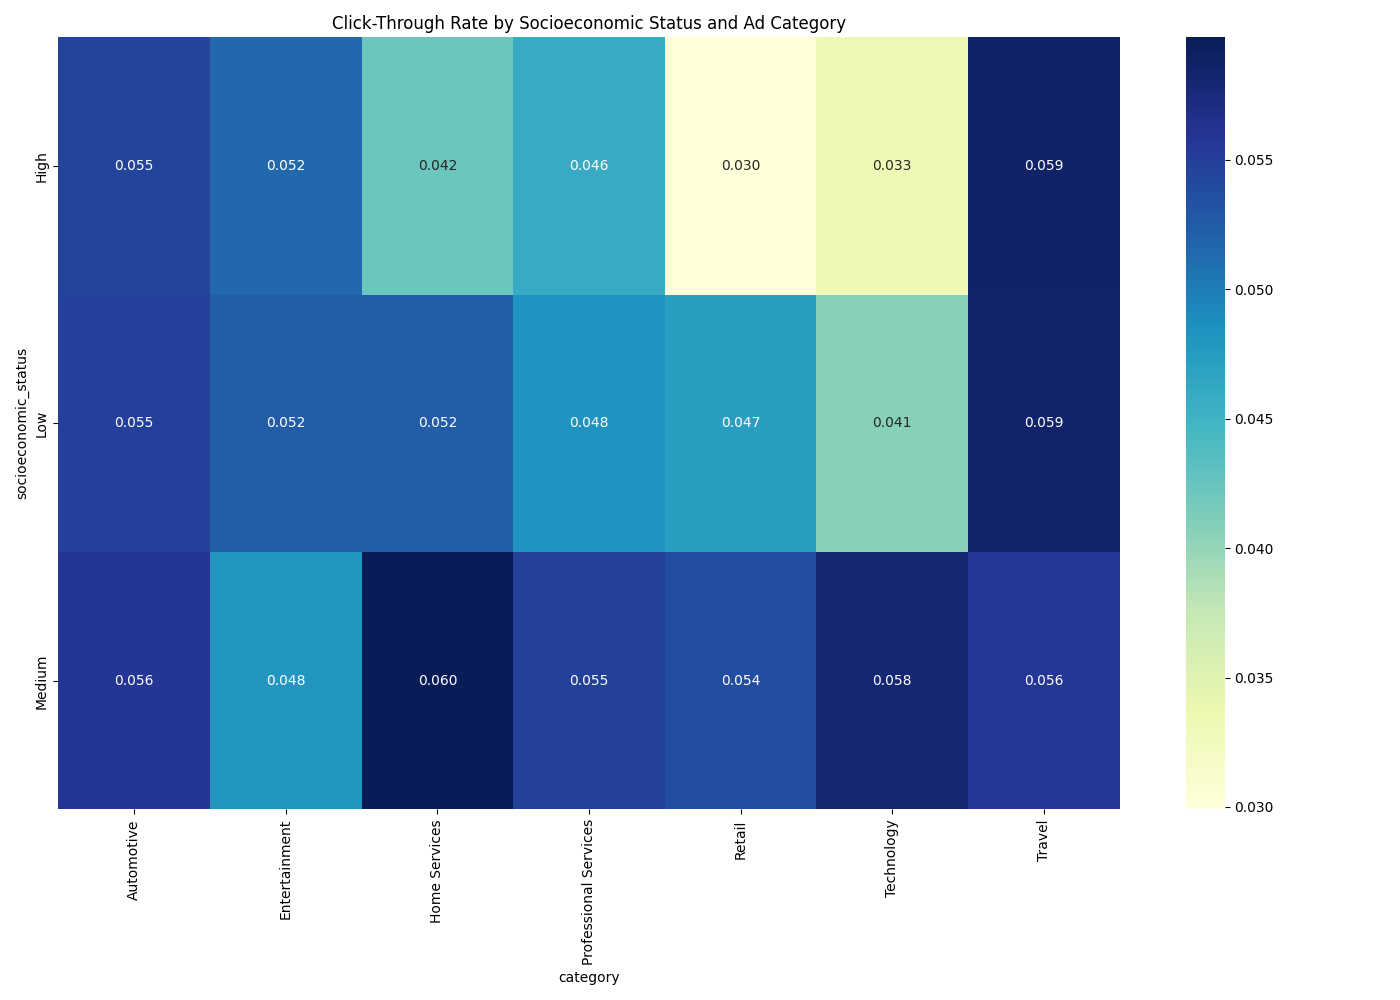 Click-Through Rate by Socioeconomic Status and Ad Category
socioeconomic_status
High
0.055 0.052 0.042 0.046 0.030 0.033 0.059
Low
0.055 0.052 0.052 0.048 0.047 0.041 0.059
Medium
0.056 0.048 0.060 0.055 0.054 0.058 0.056
Automotive
Entertainment
Home Services
Professional Services
Retail
Technology
Travel
category
0.055
0.050
0.045
0.040
0.035
0.030